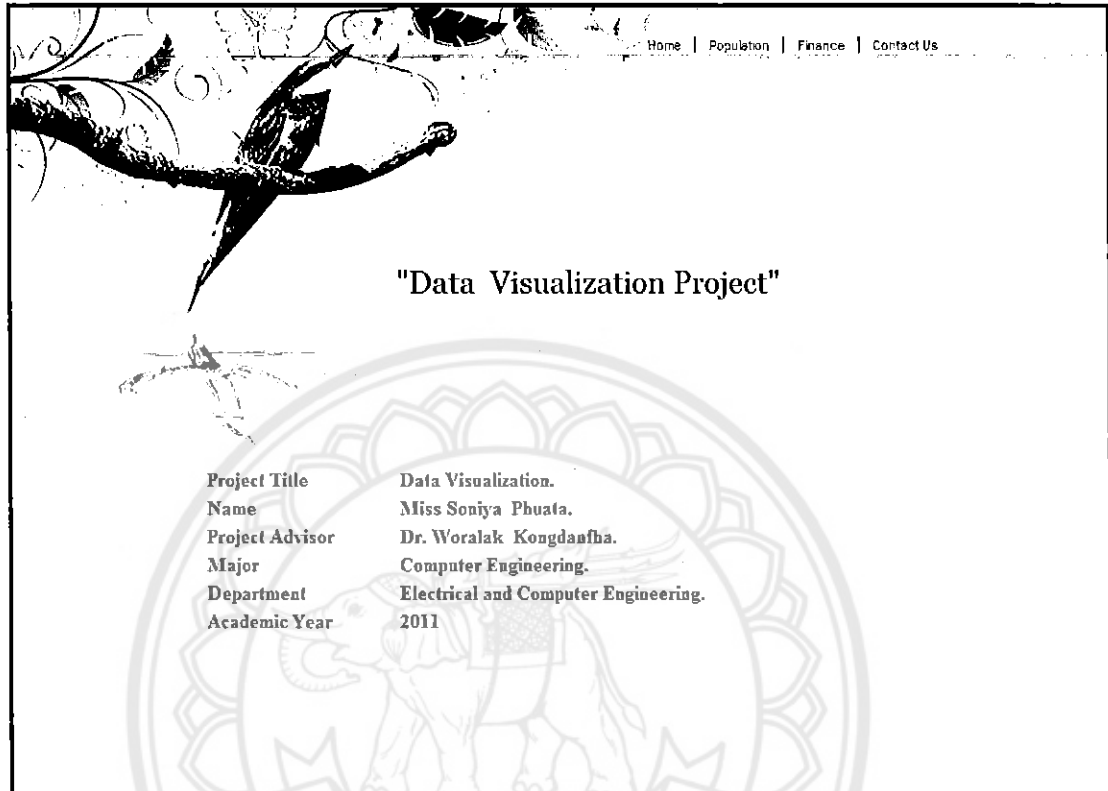 Home | Population | Finance | Contact Us
"Data Visualization Project"
Project Title Data Visualization.
Name Miss Soniya Phuata.
Project Advisor Dr. Woralak Kongdanfha.
Major Computer Engineering.
Department Electrical and Computer Engineering.
Academic Year 2011